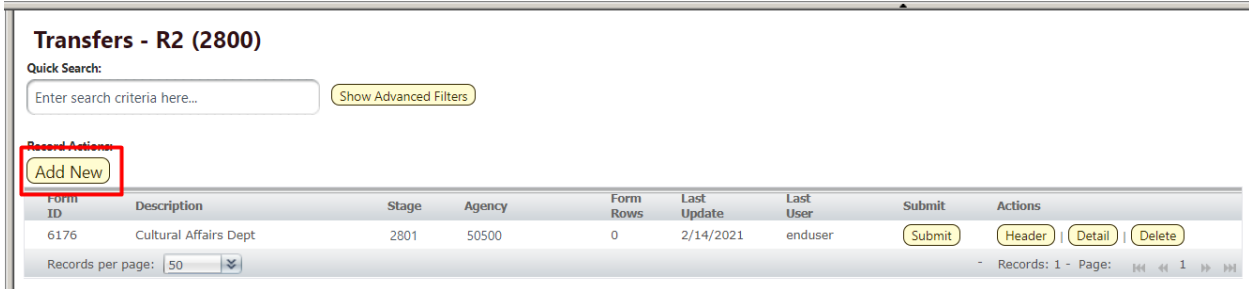 Transfers - R2 (2800)
Quick Search:
Enter search criteria here...
Show Advanced Filters
Record Actions:
Add New
Form ID Description Stage Agency Form Rows Last Update Last User Submit Actions
6176 Cultural Affairs Dept 2801 50500 0 2/14/2021 enduser Submit Header | Detail | Delete
Records per page: 50 - Records: 1 - Page: 1